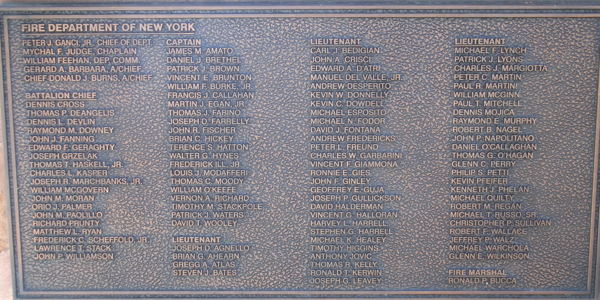 FIRE DEPARTMENT OF NEW YORK
PETER J. GANCI, JR. CHIEF OF DEPT.
MYCHAL F. JUDGE, CHAPLAIN
WILLIAM FEEHAN, DEP. COMM.
GERARD A. BARBARA, A/CHIEF
CHIEF DONALD J. BURNS, A/CHIEF
BATTALION CHIEF
DENNIS CROSS
THOMAS P. DEANGELIS
DENNIS L. DEVLIN
RAYMOND M. DOWNEY
JOHN J. FANNING
EDWARD F. GERAGHTY
JOSEPH GRZELAK
THOMAS T. HASKELL, JR.
CHARLES L. KASPER
JOSEPH R. MARCHBANKS, JR.
WILLIAM MCGOVERN
JOHN M. MORAN
ORIO J. PALMER
JOHN M. PAOLILLO
RICHARD PRUNTY
MATTHEW L. RYAN
FREDERICK C. SCHEFFOLD, JR.
LAWRENCE T. STACK
JOHN P. WILLIAMSON
CAPTAIN
JAMES M. AMATO
DANIEL J. BRETHEL
PATRICK J. BROWN
VINCENT E. BRUNTON
WILLIAM F. BURKE, JR.
FRANCIS J. CALLAHAN
MARTIN J. EGAN, JR.
THOMAS J. FARINO
JOSEPH D. FARRELLY
JOHN R. FISCHER
BRIAN C. HICKEY
TERENCE S. HATTON
WALTER G. HYNES
FREDERICK ILL, JR.
LOUIS J. MODAFFERI
THOMAS C. MOODY
WILLIAM O'KEEFE
VERNON A. RICHARD
TIMOTHY M. STACKPOLE
PATRICK J. WATERS
DAVID T. WOOLEY
LIEUTENANT
JOSEPH D. AGNELLO
BRIAN G. AHEARN
GREGG A. ATLAS
STEVEN J. BATES
LIEUTENANT
CARL J. BEDIGIAN
JOHN A. CRISCI
EDWARD A. D'ATRI
MANUEL DEL VALLE, JR.
ANDREW DESPERITO
KEVIN W. DONNELLY
KEVIN C. DOWDELL
MICHAEL ESPOSITO
MICHAEL N. FODOR
DAVID J. FONTANA
ANDREW FREDERICKS
PETER L. FREUND
CHARLES W. GARBARINI
VINCENT F. GIAMMONA
RONNIE E. GIES
JOHN F. GINLEY
GEOFFREY E. GUJA
JOSEPH P. GULLICKSON
DAVID HALDERMAN
VINCENT G. HALLORAN
HARVEY L. HARRELL
STEPHEN G. HARRELL
MICHAEL K. HEALEY
TIMOTHY HIGGINS
ANTHONY JOVIC
THOMAS R. KELLY
RONALD T. KERWIN
JOSEPH G. LEAVEY
LIEUTENANT
MICHAEL F. LYNCH
PATRICK J. LYONS
CHARLES J. MARGIOTTA
PETER C. MARTIN
PAUL R. MARTINI
WILLIAM MCGINN
PAUL T. MITCHELL
DENNIS MOJICA
RAYMOND E. MURPHY
ROBERT B. NAGEL
JOHN P. NAPOLITANO
DANIEL O'CALLAGHAN
THOMAS G. O'HAGAN
GLENN C. PERRY
PHILIP S. PETTI
KEVIN PFEIFER
KENNETH J. PHELAN
MICHAEL QUILTY
ROBERT M. REGAN
MICHAEL T. RUSSO, SR.
CHRISTOPHER P. SULLIVAN
ROBERT F. WALLACE
JEFFREY P. WALZ
MICHAEL WARCHOLA
GLENN E. WILKINSON
FIRE MARSHAL
RONALD P. BUCCA